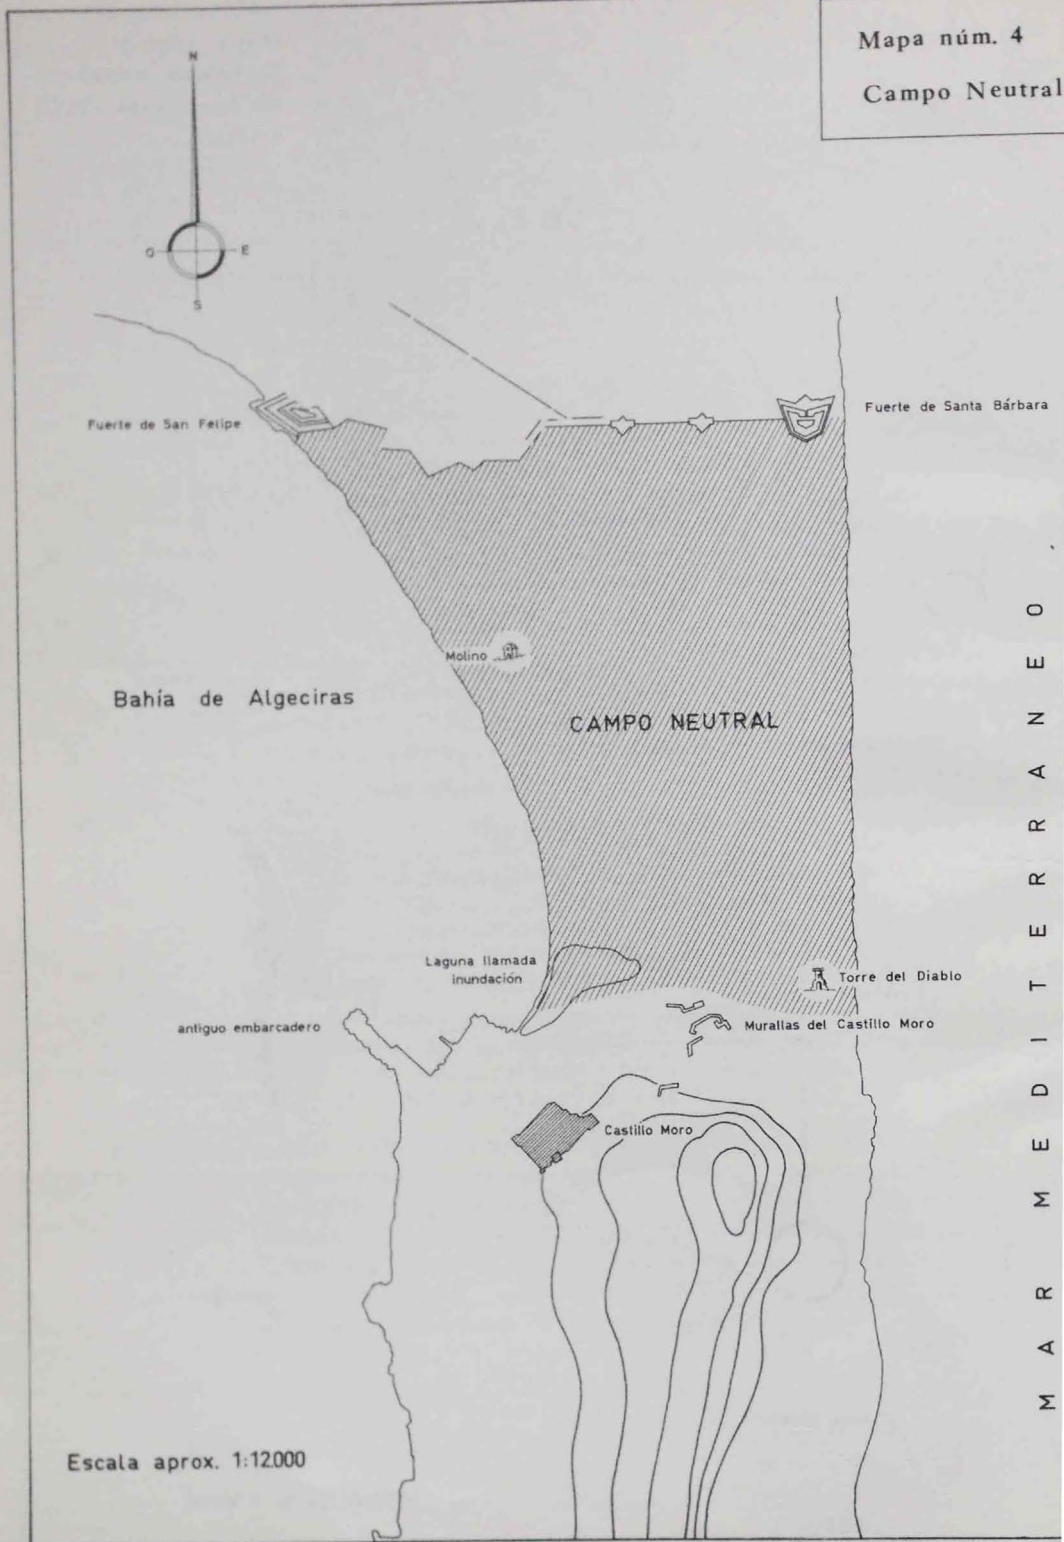 Mapa núm. 4
Campo Neutral
N
O
E
S
Fuerte de San Felipe
Fuerte de Santa Bárbara
Molino
Bahía de Algeciras
CAMPO NEUTRAL
MAR MEDITERRANEO
Laguna llamada
inundación
Torre del Diablo
antiguo embarcadero
Murallas del Castillo Moro
Castillo Moro
Escala aprox. 1:12.000